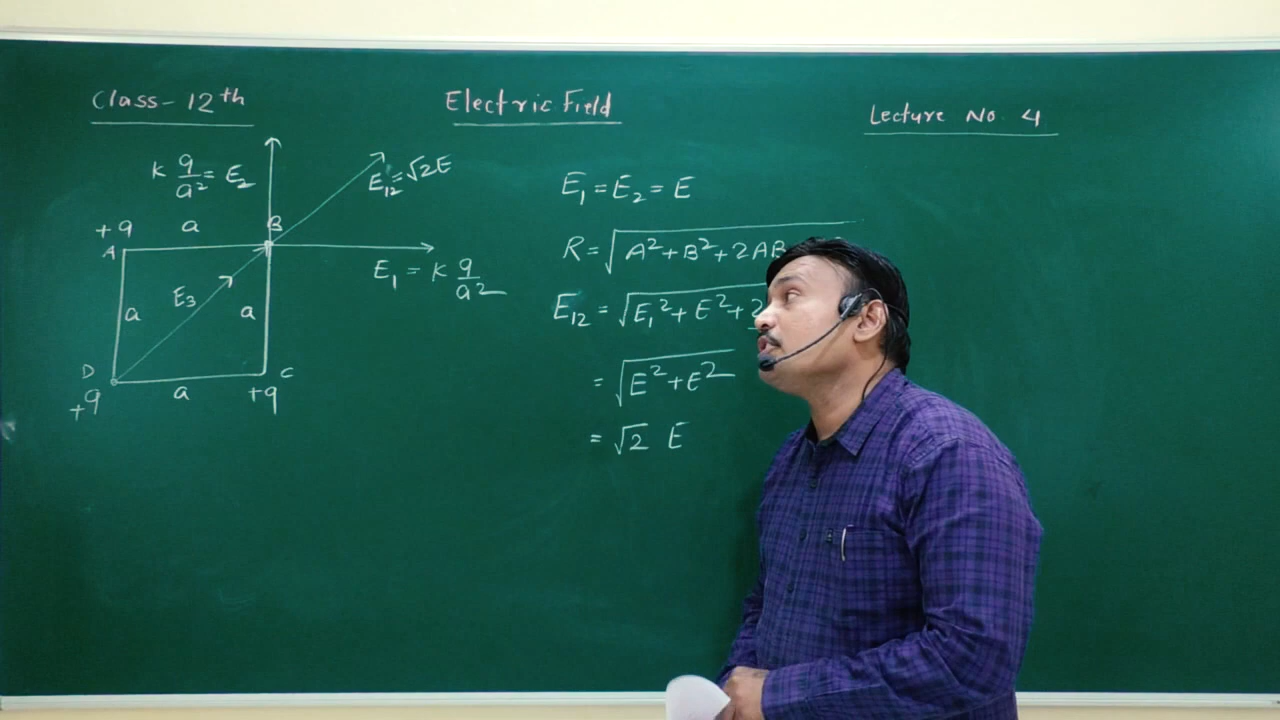 Class - 12th
Electric Field
Lecture No. 4
K q/a² = E₂
E₁₂ = √2E
+q
a
B
A
E₁ = K q/a²
E₃
a
a
D
C
+q
a
+q
E₁ = E₂ = E
R = √A² + B² + 2AB
E₁₂ = √E₁² + E² + 2
= √E² + E²
= √2 E